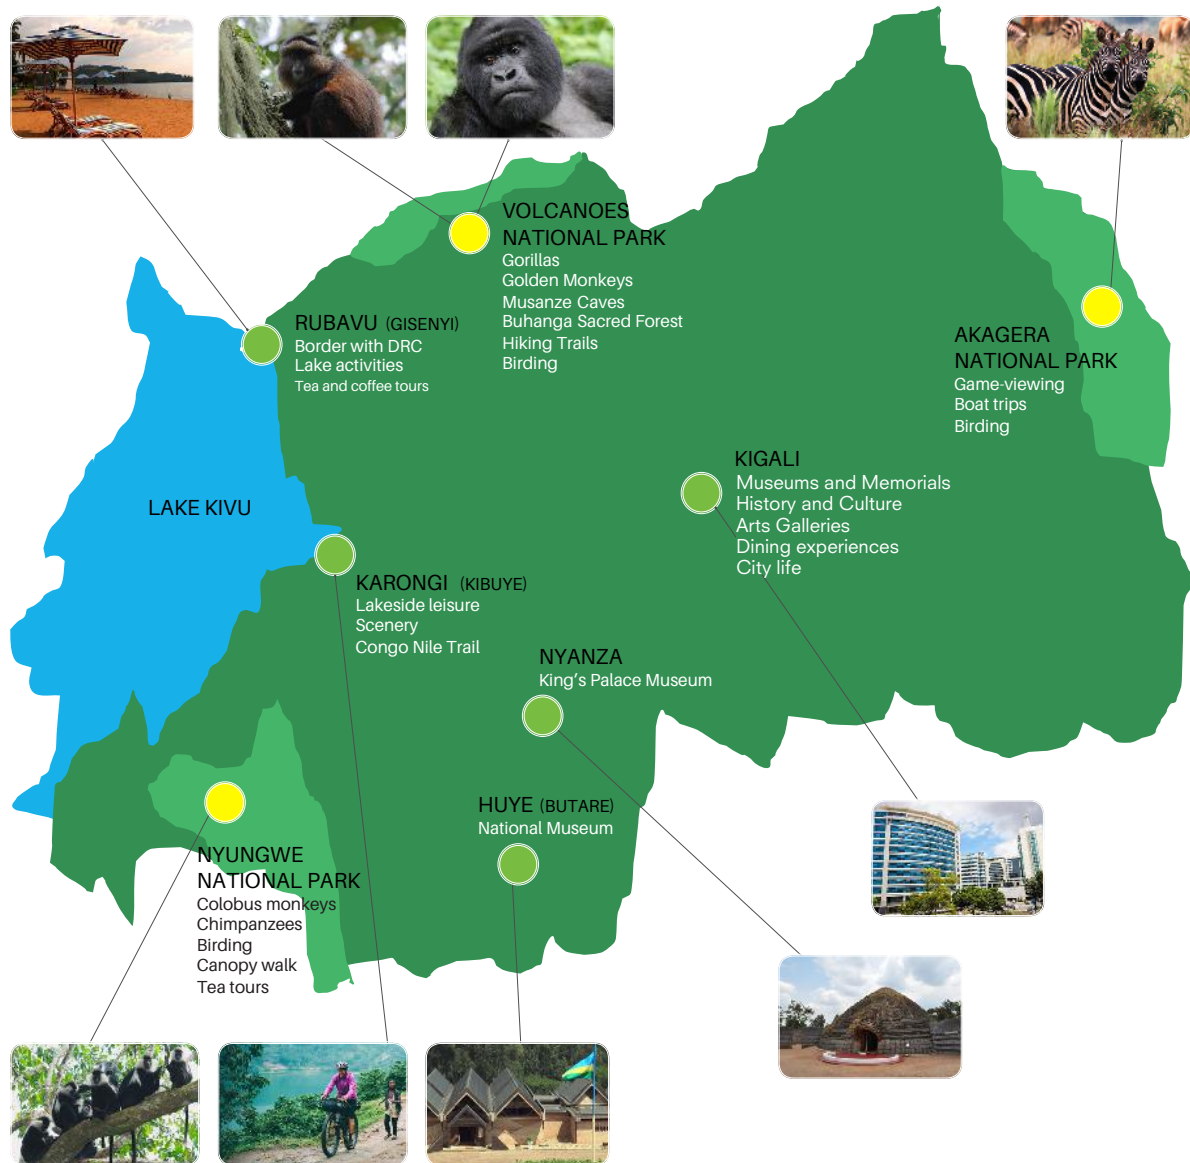 VOLCANOES
NATIONAL PARK
Gorillas
Golden Monkeys
Musanze Caves
Buhanga Sacred Forest
Hiking Trails
Birding
RUBAVU (GISENYI)
Border with DRC
Lake activities
Tea and coffee tours
AKAGERA
NATIONAL PARK
Game-viewing
Boat trips
Birding
KIGALI
Museums and Memorials
History and Culture
Arts Galleries
Dining experiences
City life
LAKE KIVU
KARONGI (KIBUYE)
Lakeside leisure
Scenery
Congo Nile Trail
NYANZA
King's Palace Museum
HUYE (BUTARE)
National Museum
NYUNGWE
NATIONAL PARK
Colobus monkeys
Chimpanzees
Birding
Canopy walk
Tea tours